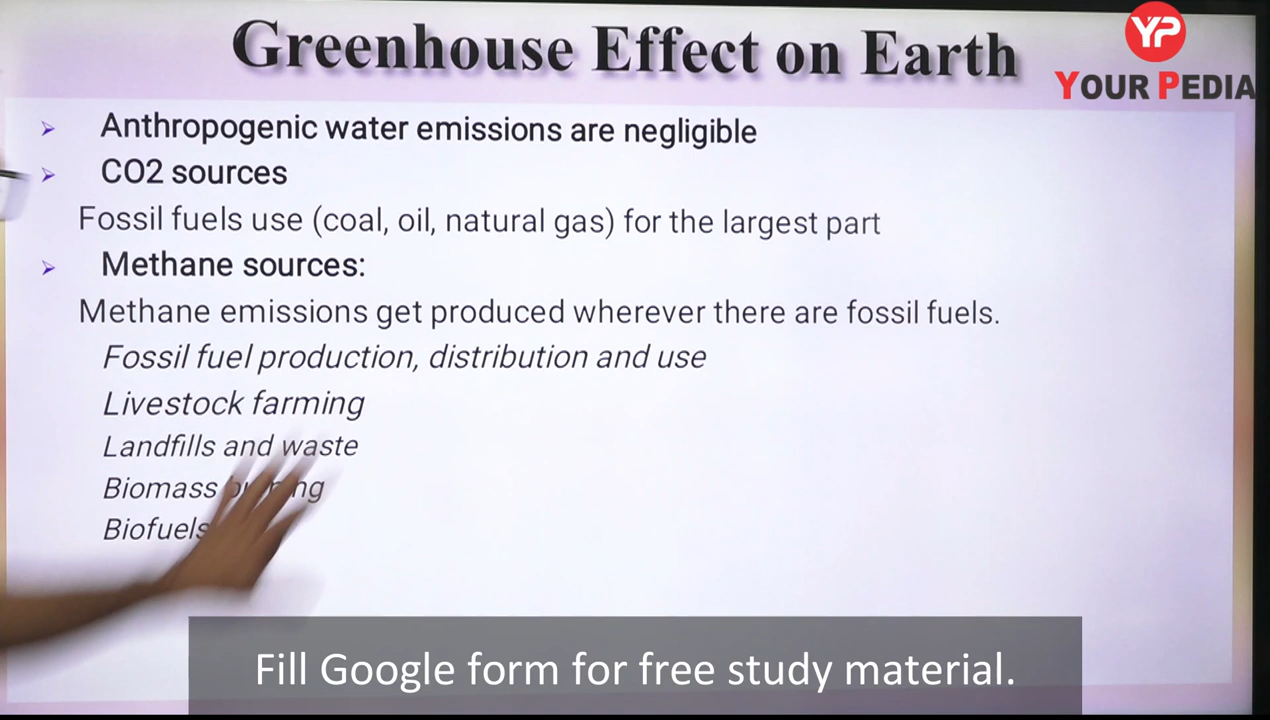 Greenhouse Effect on Earth
YP
YOUR PEDIA
Anthropogenic water emissions are negligible
CO2 sources
Fossil fuels use (coal, oil, natural gas) for the largest part
Methane sources:
Methane emissions get produced wherever there are fossil fuels.
Fossil fuel production, distribution and use
Livestock farming
Landfills and waste
Biomass
Biofuels
Fill Google form for free study material.